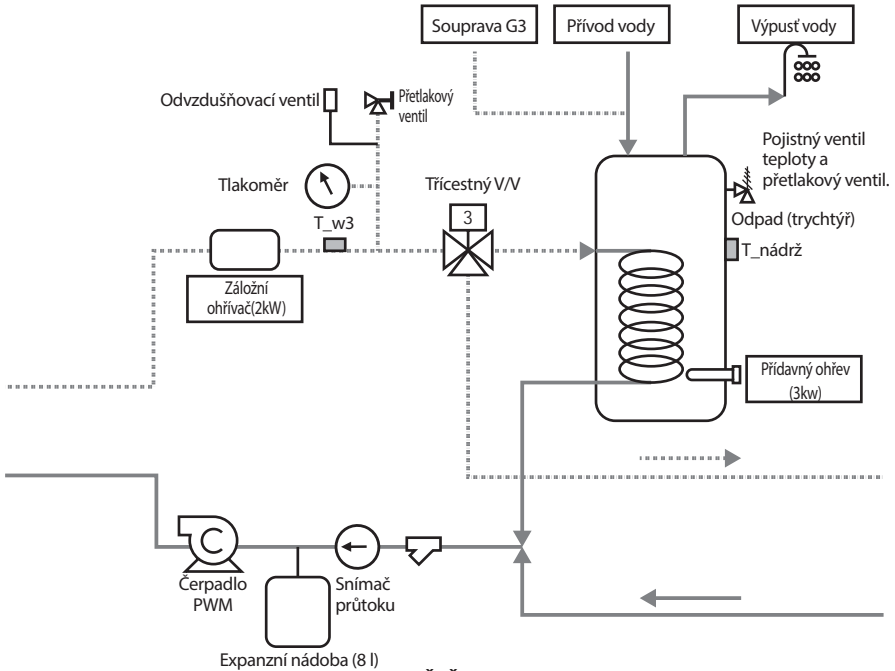 Souprava G3
Přívod vody
Výpusť vody
Odvzdušňovací ventil
Přetlakový
ventil
Pojistný ventil
teploty a
přetlakový ventil.
Tlakoměr
Třícestný V/V
T_w3
3
Odpad (trychtýř)
T_nádrž
Záložní
ohřívač(2kW)
Přídavný ohřev
(3kw)
C
Čerpadlo
PWM
Snímač
průtoku
Expanzní nádoba (8 l)